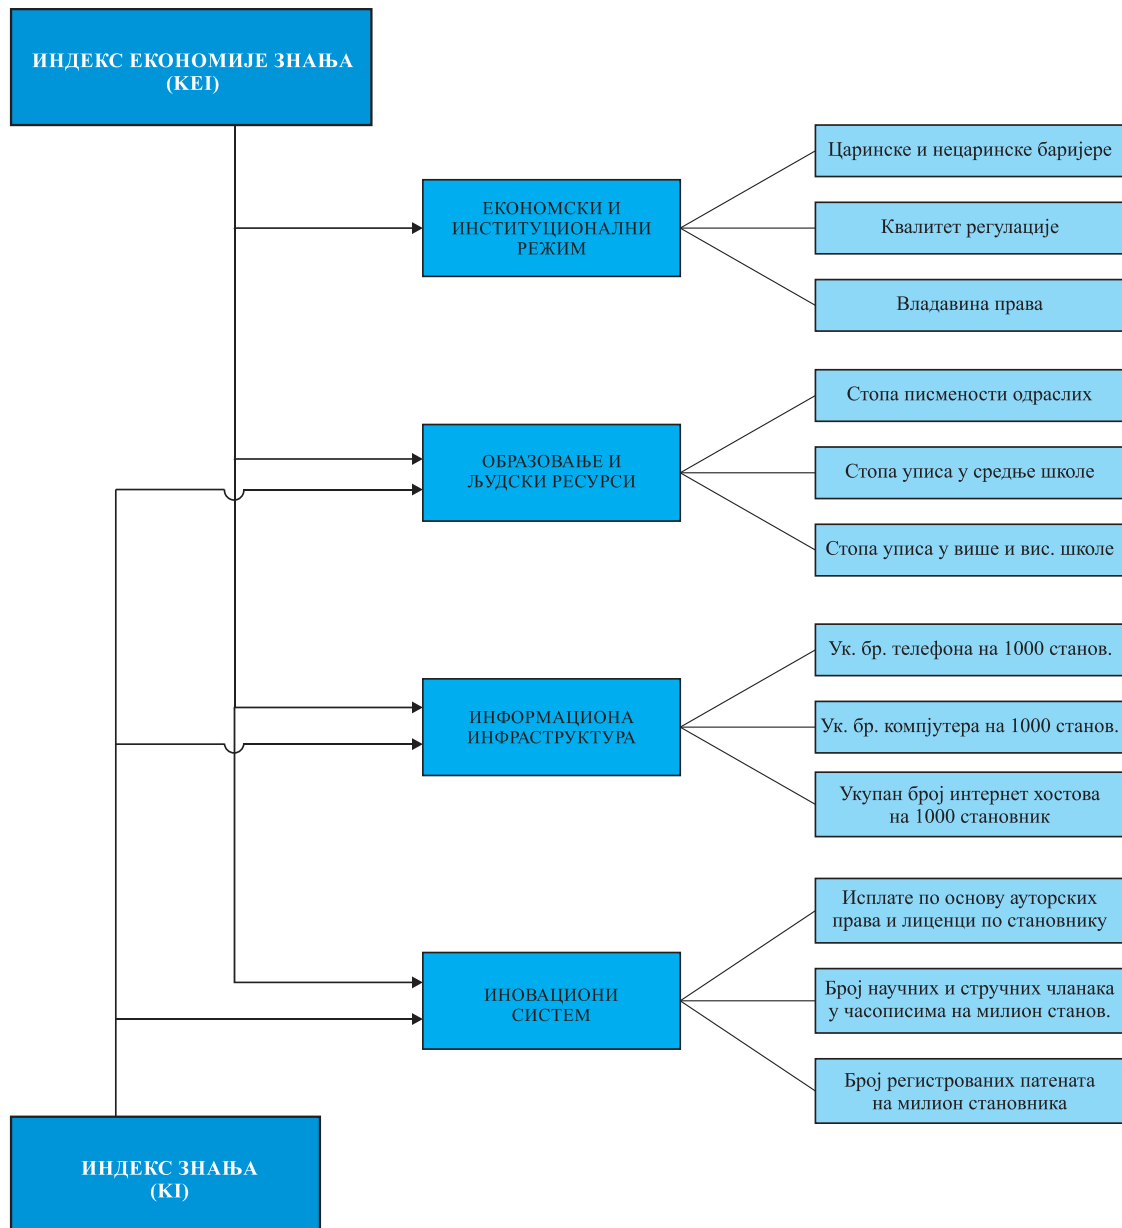 ИНДЕКС ЕКОНОМИЈЕ ЗНАЊА
(KEI)
ЕКОНОМСКИ И
ИНСТИТУЦИОНАЛНИ
РЕЖИМ
Царинске и нецаринске баријере
Квалитет регулације
Владавина права
ОБРАЗОВАЊЕ И
ЉУДСКИ РЕСУРСИ
Стопа писмености одраслих
Стопа уписа у средње школе
Стопа уписа у више и вис. школе
ИНФОРМАЦИОНА
ИНФРАСТРУКТУРА
Ук. бр. телефона на 1000 станов.
Ук. бр. компјутера на 1000 станов.
Укупан број интернет хостова
на 1000 становник
ИНОВАЦИОНИ
СИСТЕМ
Исплате по основу ауторских
права и лиценци по становнику
Број научних и стручних чланака
у часописима на милион станов.
Број регистрованих патената
на милион становника
ИНДЕКС ЗНАЊА
(KI)